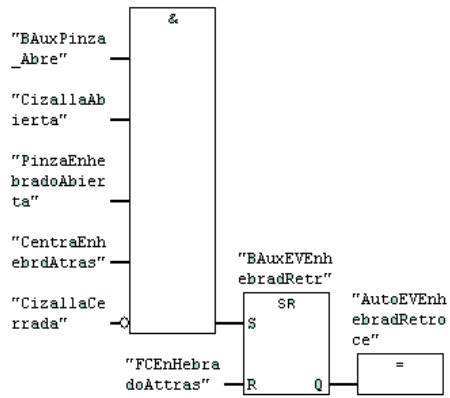 &
"BAuxPinza
_Abre"
"CizallaAb
ierta"
"PinzaEnhe
bradoAbier
ta"
"CentraEnh
ebrdAtras"
"CizallaCe
rrada"
"BAuxEVEnh
ebradRetr"
SR
S
"FCEnHebra
doAttras"
R
Q
"AutoEVEnh
ebradRetro
ce"
=